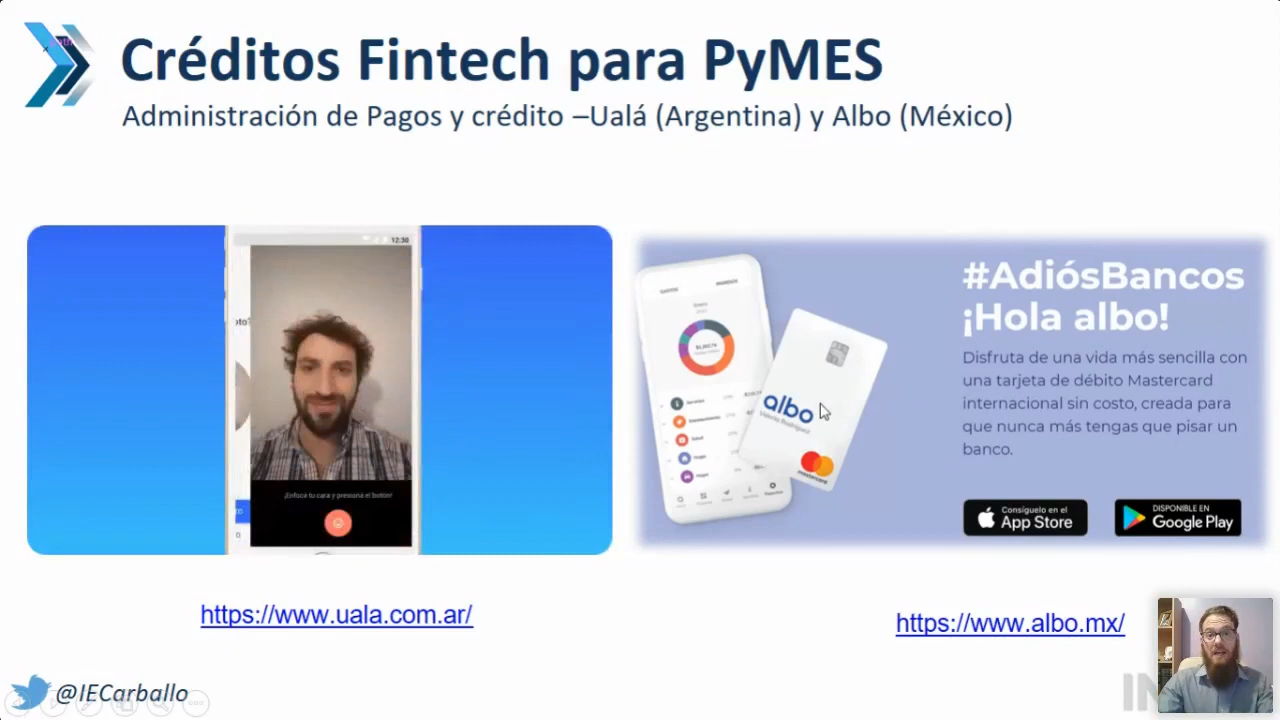 Créditos Fintech para PyMES
Administración de Pagos y crédito –Ualá (Argentina) y Albo (México)
12:30
¡Enfocá tu cara y presioná el botón!
#AdiósBancos
¡Hola albo!
Disfruta de una vida más sencilla con
una tarjeta de débito Mastercard
internacional sin costo, creada para
que nunca más tengas que pisar un
banco.
albo
mastercard
Consíguelo en el
App Store
DISPONIBLE EN
Google Play
https://www.uala.com.ar/
https://www.albo.mx/
@IECarballo